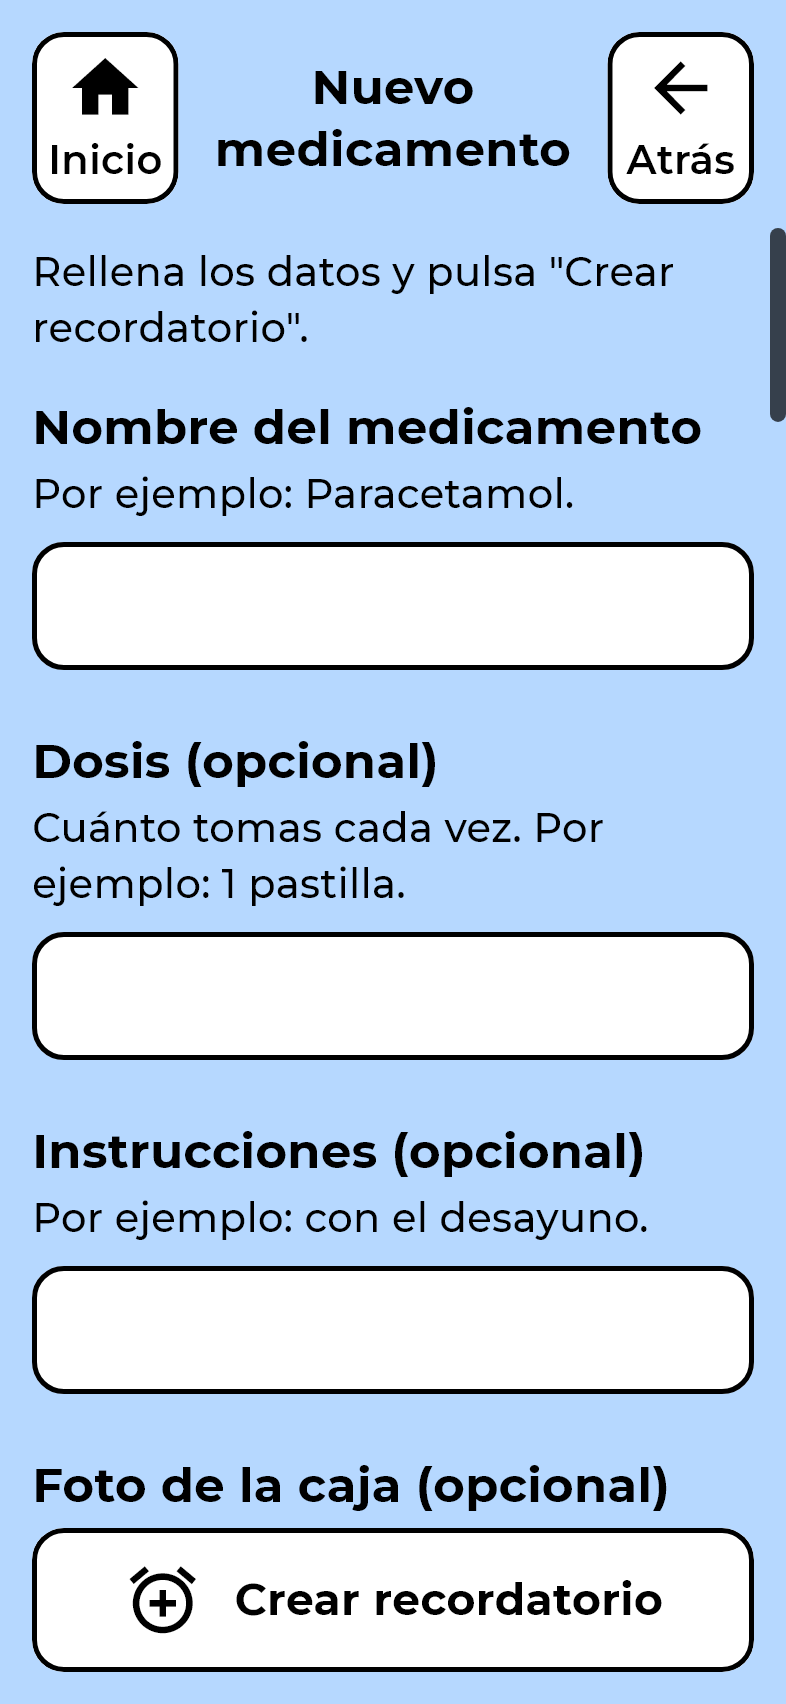 Inicio
Nuevo
medicamento
Atrás
Rellena los datos y pulsa "Crear
recordatorio".
Nombre del medicamento
Por ejemplo: Paracetamol.
Dosis (opcional)
Cuánto tomas cada vez. Por
ejemplo: 1 pastilla.
Instrucciones (opcional)
Por ejemplo: con el desayuno.
Foto de la caja (opcional)
Crear recordatorio